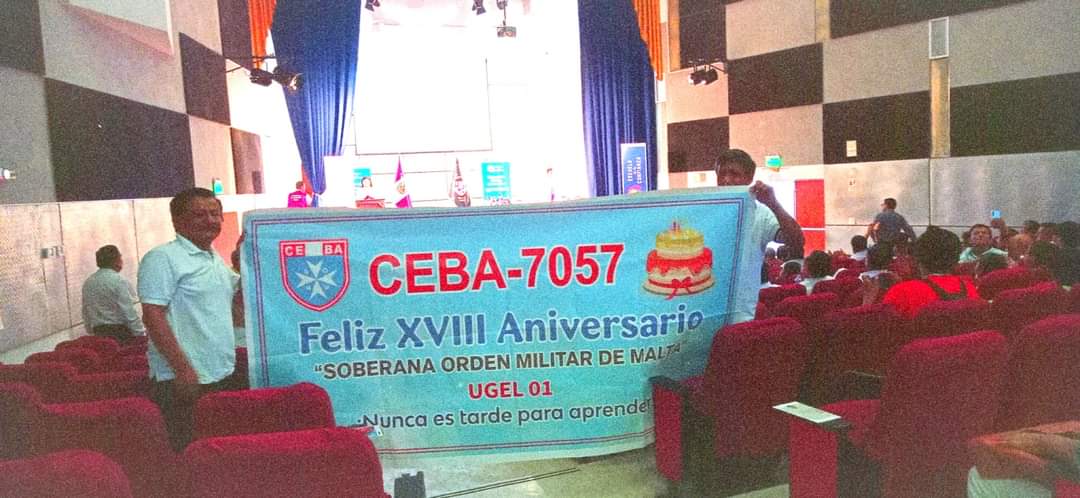 CE BA
CEBA-7057
Feliz XVIII Aniversario
“SOBERANA ORDEN MILITAR DE MALTA
UGEL 01
¡Nunca es tarde para aprender